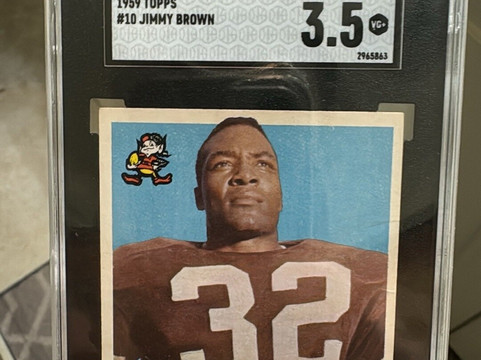 1959 TOPPS
#10 JIMMY BROWN
3.5
VG+
2965863
32